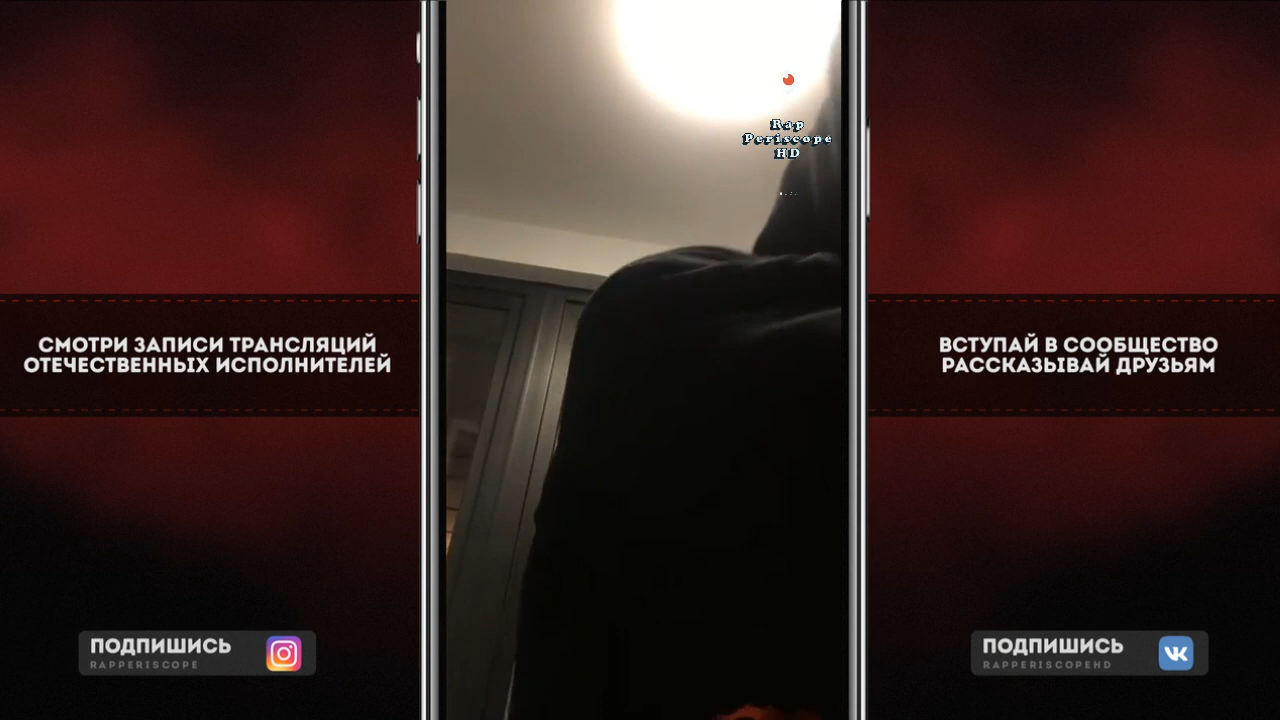 Rap
Periscope
HD
СМОТРИ ЗАПИСИ ТРАНСЛЯЦИЙ
ОТЕЧЕСТВЕННЫХ ИСПОЛНИТЕЛЕЙ
ВСТУПАЙ В СООБЩЕСТВО
РАССКАЗЫВАЙ ДРУЗЬЯМ
ПОДПИШИСЬ
RAPPERISCOPE
ПОДПИШИСЬ
RAPPERISCOPEHD